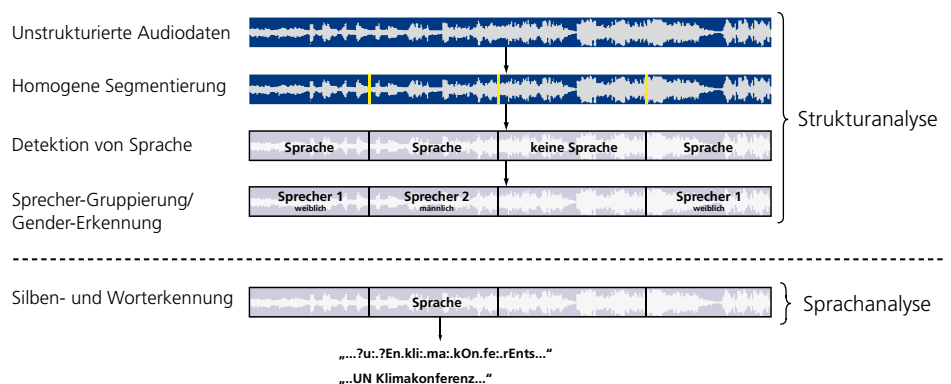 Unstrukturierte Audiodaten
Homogene Segmentierung
Strukturanalyse
Detektion von Sprache
Sprache
Sprache
keine Sprache
Sprache
Sprecher-Gruppierung/
Gender-Erkennung
Sprecher 1
weiblich
Sprecher 2
männlich
Sprecher 1
weiblich
Silben- und Worterkennung
Sprache
Sprachanalyse
„...?u:.?En.kli:.ma:.kOn.fe:.rEnts...“
„..UN Klimakonferenz...“